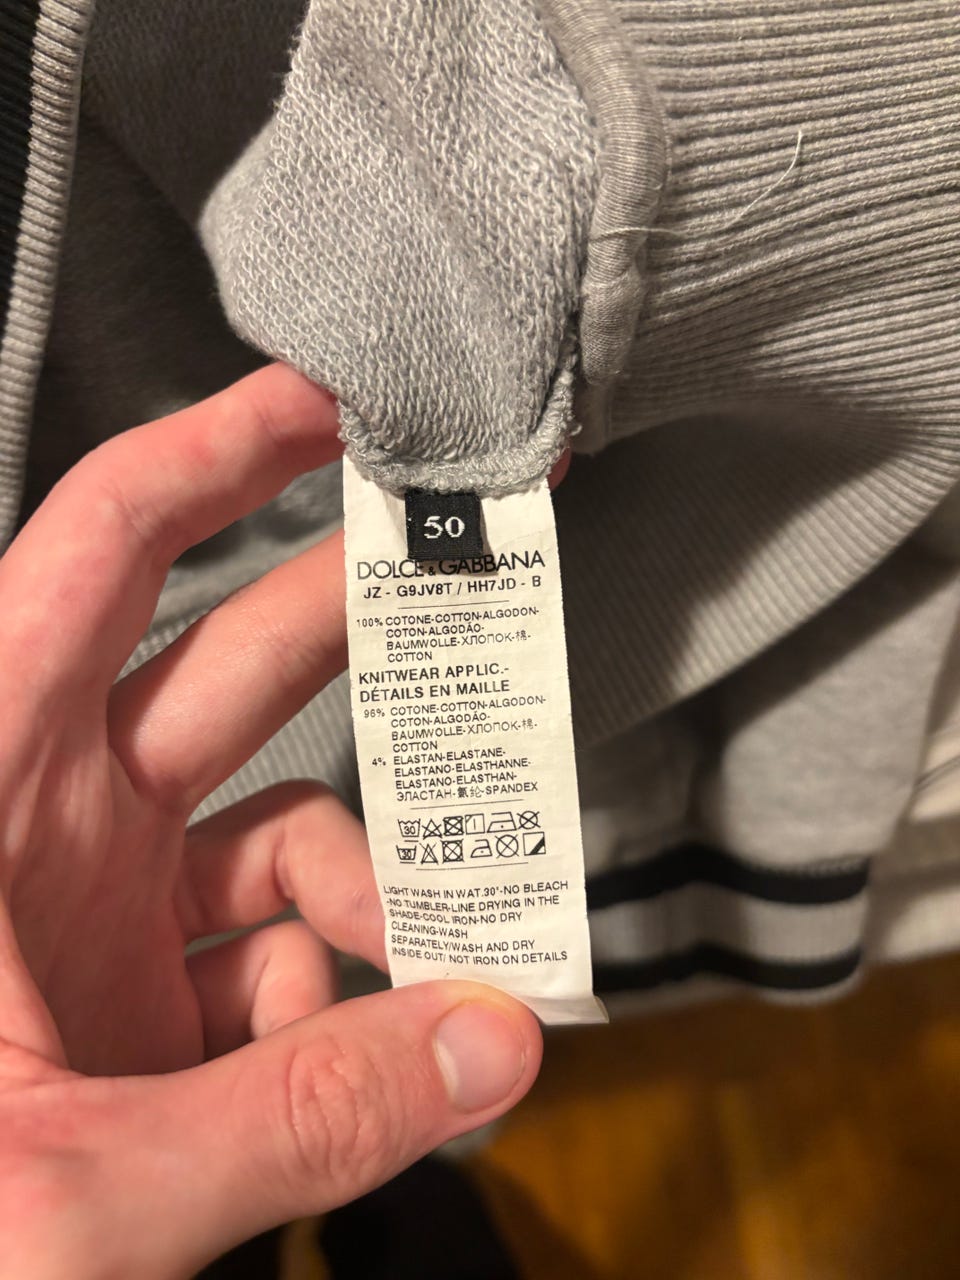 50
DOLCE & GABBANA
JZ - G9JV8T / HH7JD - B
100% COTONE-COTTON-ALGODON-
COTON-ALGODÃO-
BAUMWOLLE-ХЛОПОК-棉-
COTTON
KNITWEAR APPLIC.-
DÉTAILS EN MAILLE
96% COTONE-COTTON-ALGODON-
COTON-ALGODÃO-
BAUMWOLLE-ХЛОПОК-棉-
COTTON
4% ELASTAN-ELASTANE-
ELASTANO-ELASTHANNE-
ELASTANO-ELASTHAN-
ЭЛАСТАН-氨纶-SPANDEX
30
30
LIGHT WASH IN WAT.30°-NO BLEACH
-NO TUMBLER-LINE DRYING IN THE
SHADE-COOL IRON-NO DRY
CLEANING-WASH
SEPARATELY/WASH AND DRY
INSIDE OUT/ NOT IRON ON DETAILS